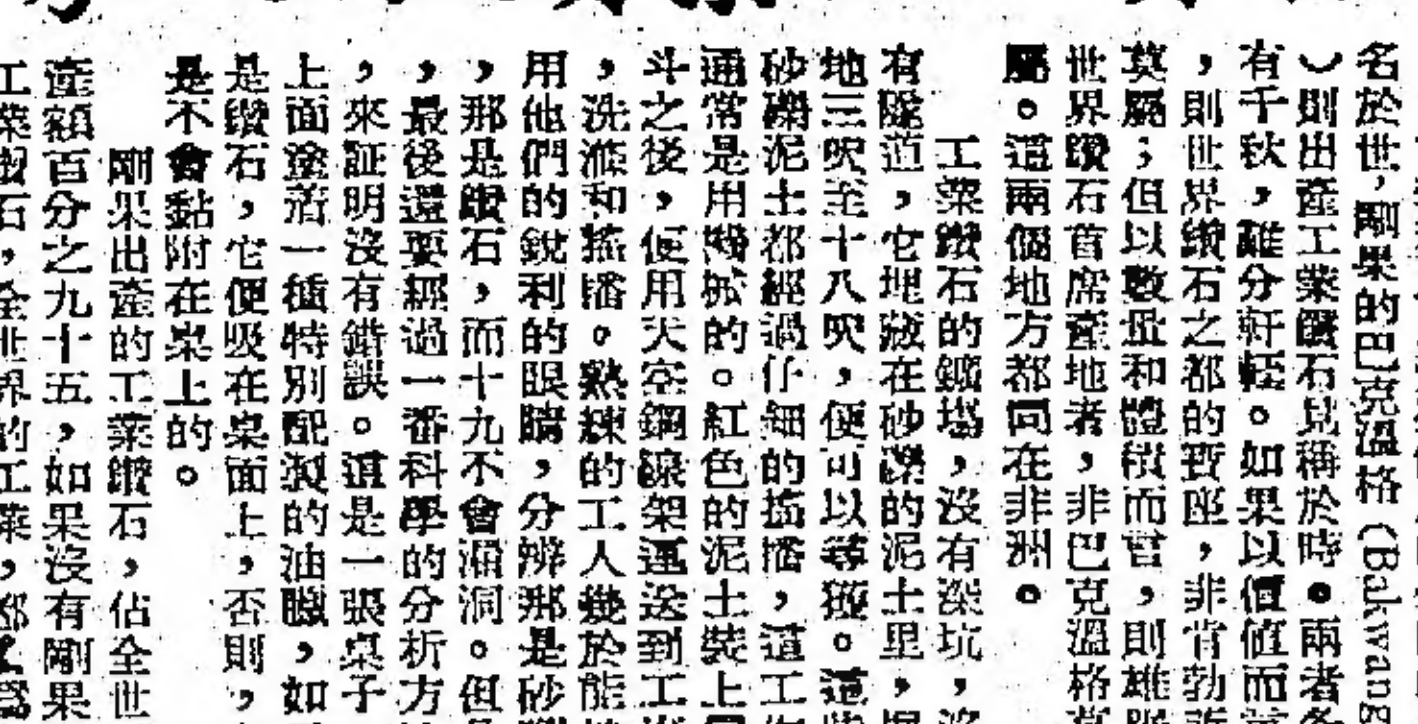 名於世,剛果的巴克溫格(Bakwang
)則出產工業鑽石見稱於時。兩者各
有千秋,難分軒輊。如果以價值而
,則世界鑽石之都的寶座,非肯勃
莫屬;但以數量和體積而言,則雄
世界鑽石首席產地者,非巴克溫格
屬。這兩個地方都同在非洲。
工業鑽石的鑛塲,沒有深坑,沒
有隧道,它埋藏在砂礫的泥土里,
地三呎至十八呎,便可以尋獲。這
砂礫泥土都經過仔細的搖播,這工
通常是用機械的。紅色的泥土裝上
斗之後,便用天空鋼纜架運送到工
,洗滌和搖播。熟練的工人幾於能
用他們的銳利的眼睛,分辨那是砂
,那是鑽石,而十九不會漏洞。但
,最後還要經過一番科學的分析方
,來証明沒有錯誤。這是一張桌子
上面塗着一種特別配製的油臘,如
是鑽石,它便吸在桌面上,否則,
是不會黏附在桌上的。
剛果出產的工業鑽石,佔全世
產額百分之九十五,如果沒有剛果
工業鑽石,全世界的工業,都